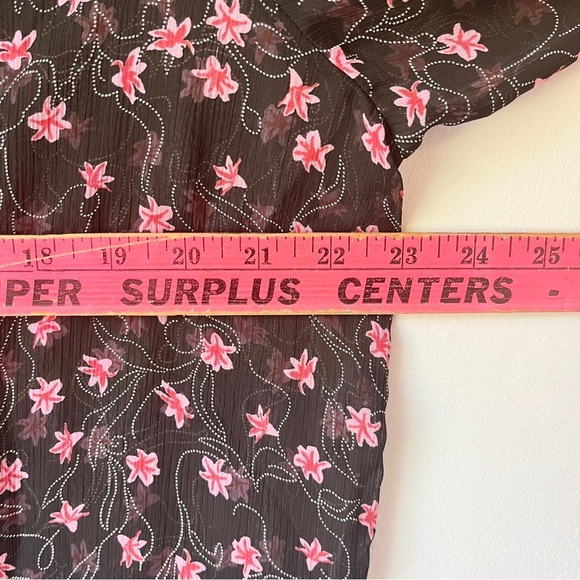 18 19 20 21 22 23 24 25
PER SURPLUS CENTERS -